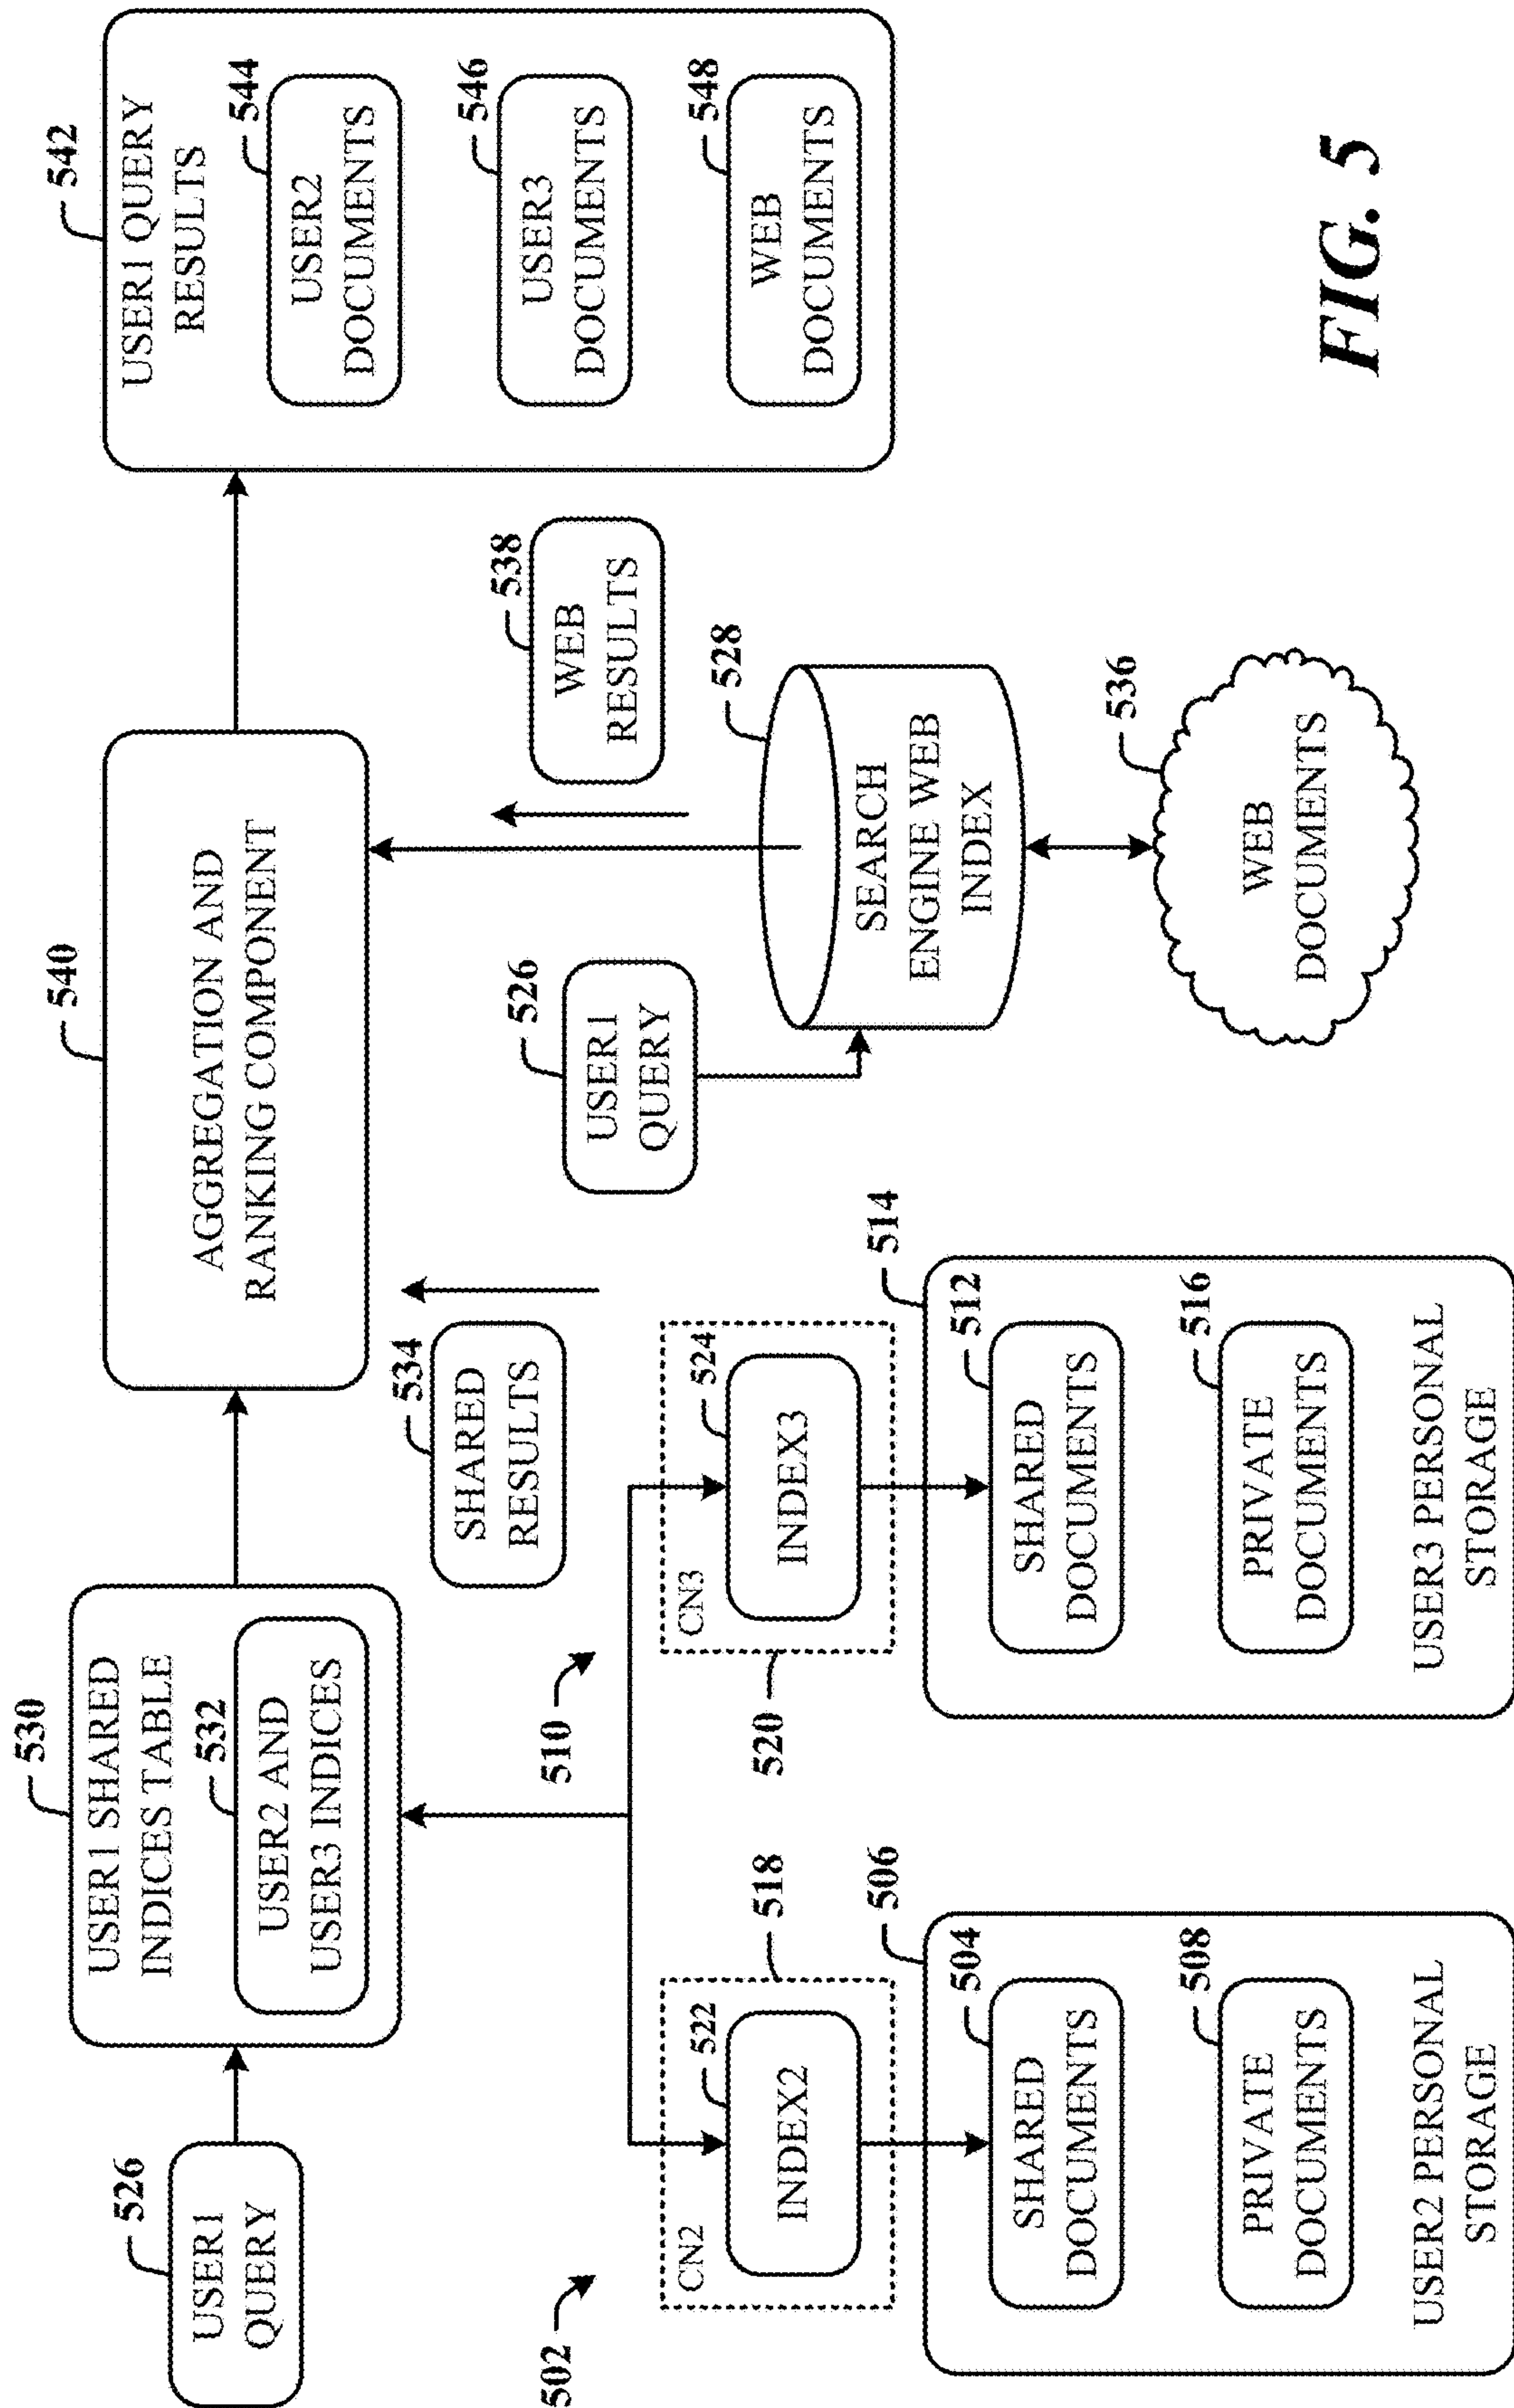 526
USER1
QUERY
530
USER1 SHARED
INDICES TABLE
532
USER2 AND
USER3 INDICES
540
AGGREGATION AND
RANKING COMPONENT
542
USER1 QUERY
RESULTS
544
USER2
DOCUMENTS
546
USER3
DOCUMENTS
548
WEB
DOCUMENTS
534
SHARED
RESULTS
538
WEB
RESULTS
526
USER1
QUERY
528
SEARCH
ENGINE WEB
INDEX
536
WEB
DOCUMENTS
502
518
CN2
522
INDEX2
506
504
SHARED
DOCUMENTS
508
PRIVATE
DOCUMENTS
USER2 PERSONAL
STORAGE
510
520
CN3
524
INDEX3
514
512
SHARED
DOCUMENTS
516
PRIVATE
DOCUMENTS
USER3 PERSONAL
STORAGE
FIG. 5